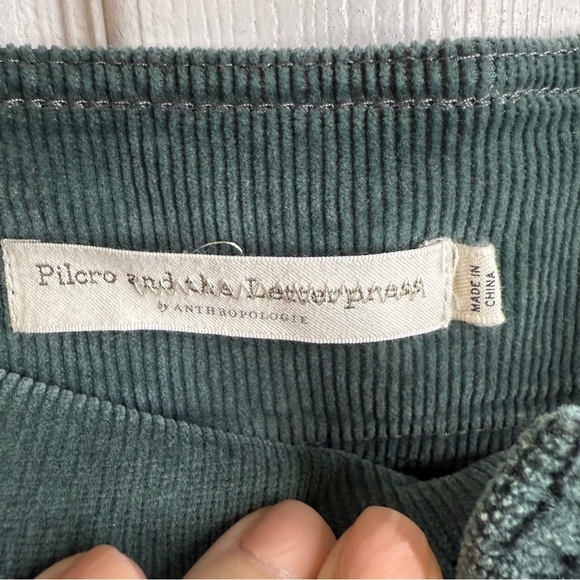 Pilcro and the Letterpress
by ANTHROPOLOGIE
MADE IN
CHINA